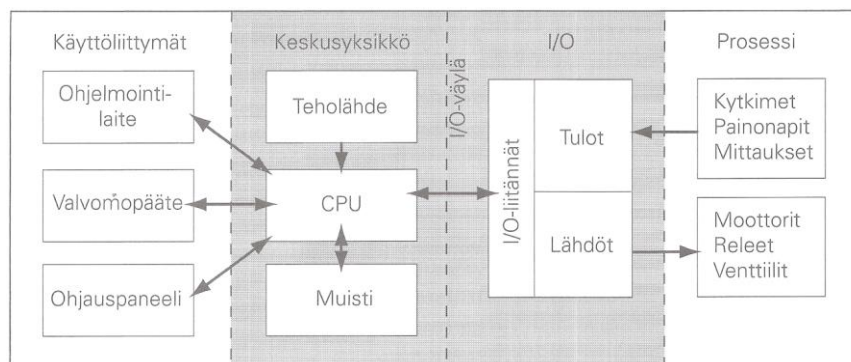 Käyttöliittymät
Keskusyksikkö
I/O
Prosessi
Ohjelmointi-
laite
Valvomopääte
Ohjauspaneeli
Teholähde
CPU
Muisti
I/O-väylä
I/O-liitännät
Tulot
Lähdöt
Kytkimet
Painonapit
Mittaukset
Moottorit
Releet
Venttiilit